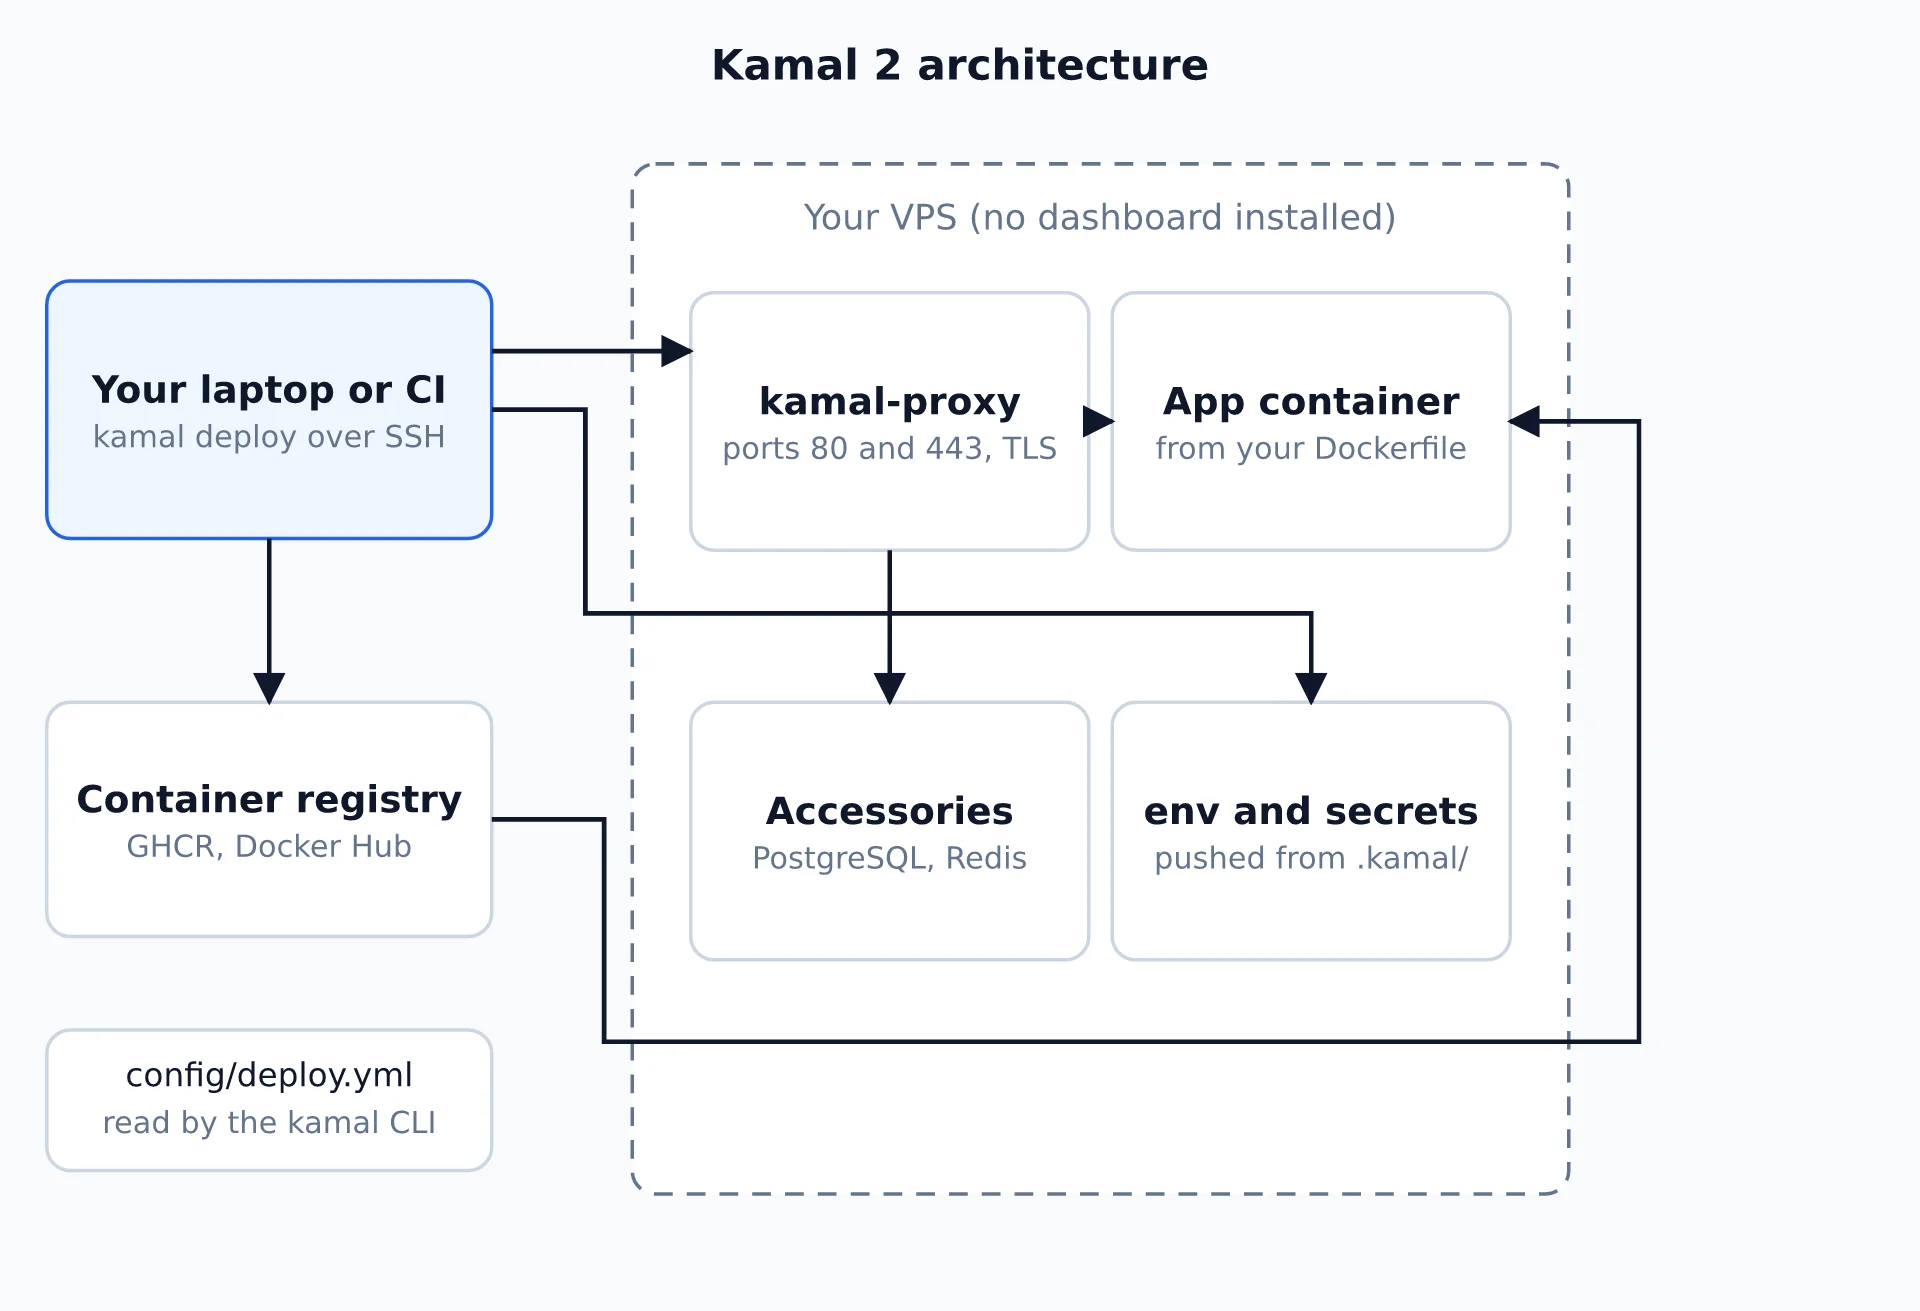 Kamal 2 architecture
Your VPS (no dashboard installed)
Your laptop or CI
kamal deploy over SSH
kamal-proxy
ports 80 and 443, TLS
App container
from your Dockerfile
Container registry
GHCR, Docker Hub
Accessories
PostgreSQL, Redis
env and secrets
pushed from .kamal/
config/deploy.yml
read by the kamal CLI